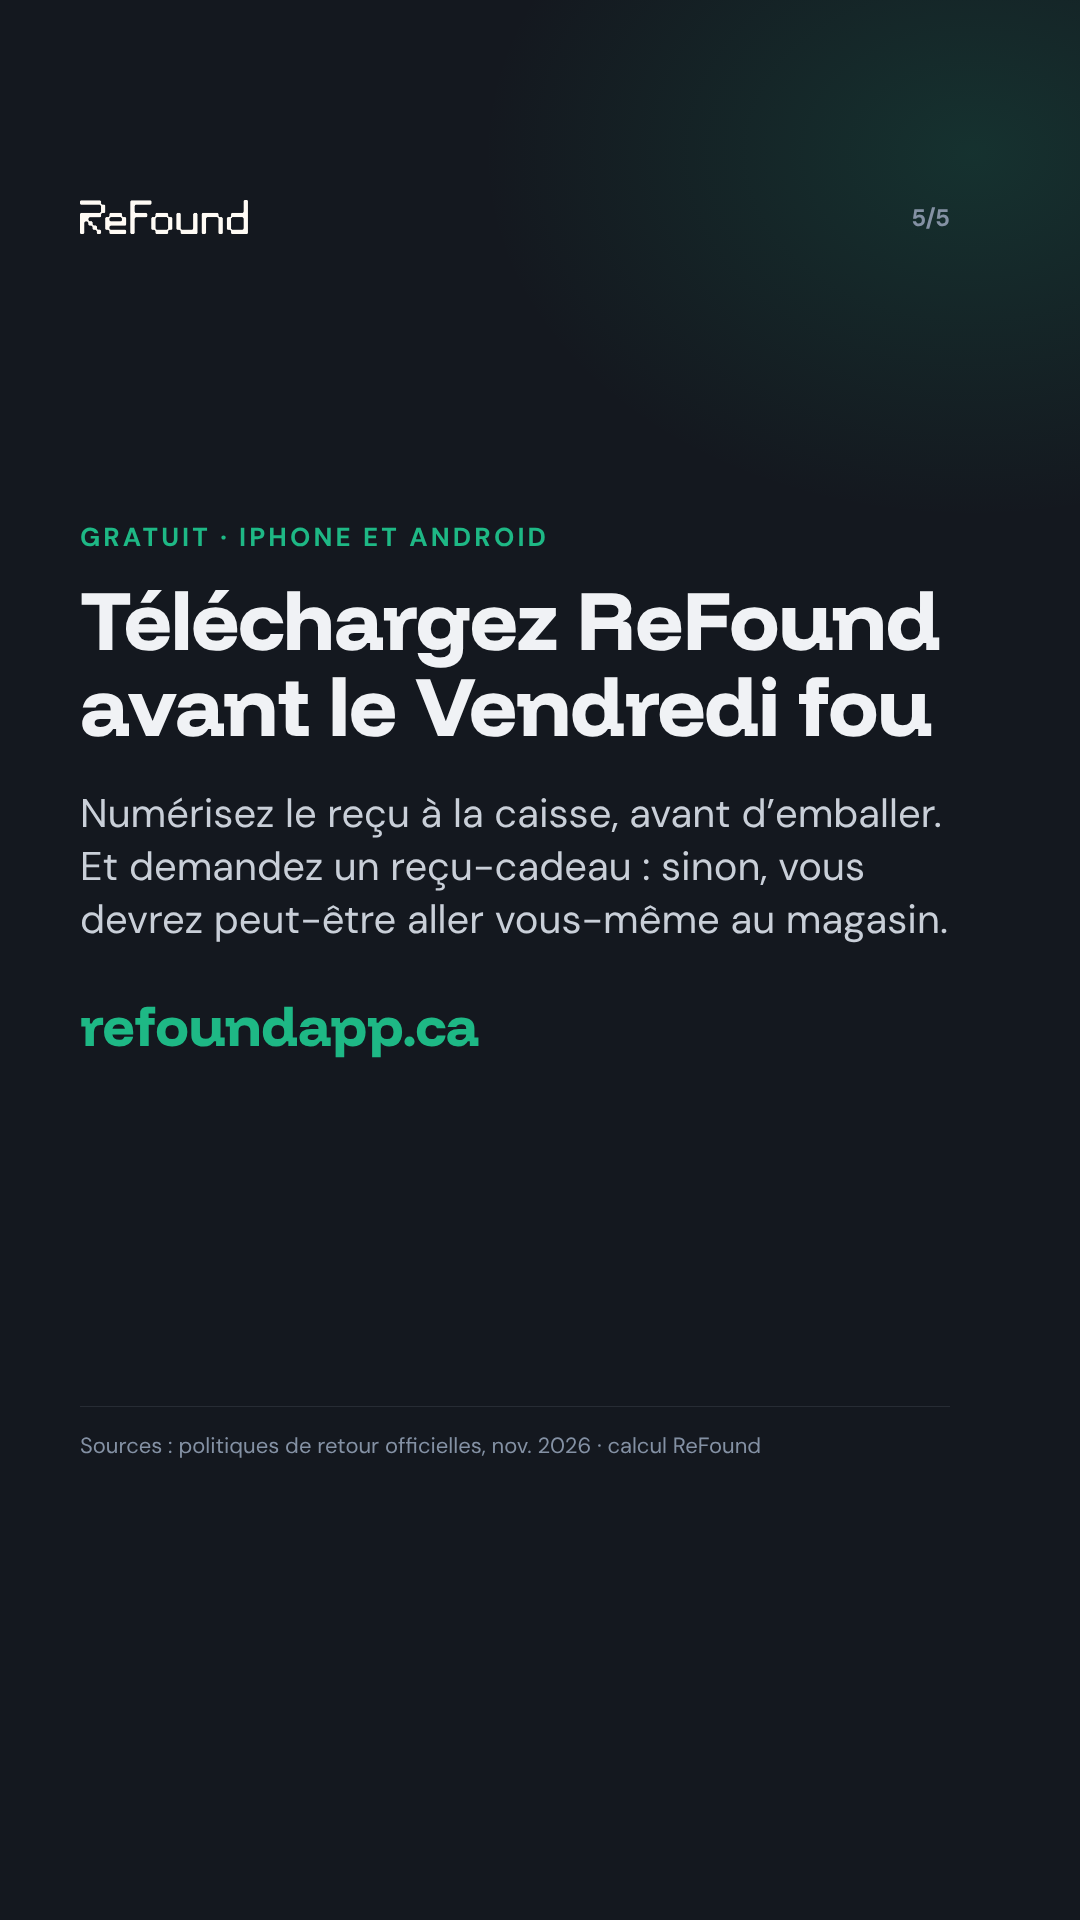 ReFound
5/5
GRATUIT · IPHONE ET ANDROID
Téléchargez ReFound
avant le Vendredi fou
Numérisez le reçu à la caisse, avant d’emballer.
Et demandez un reçu-cadeau : sinon, vous
devrez peut-être aller vous-même au magasin.
refoundapp.ca
Sources : politiques de retour officielles, nov. 2026 · calcul ReFound